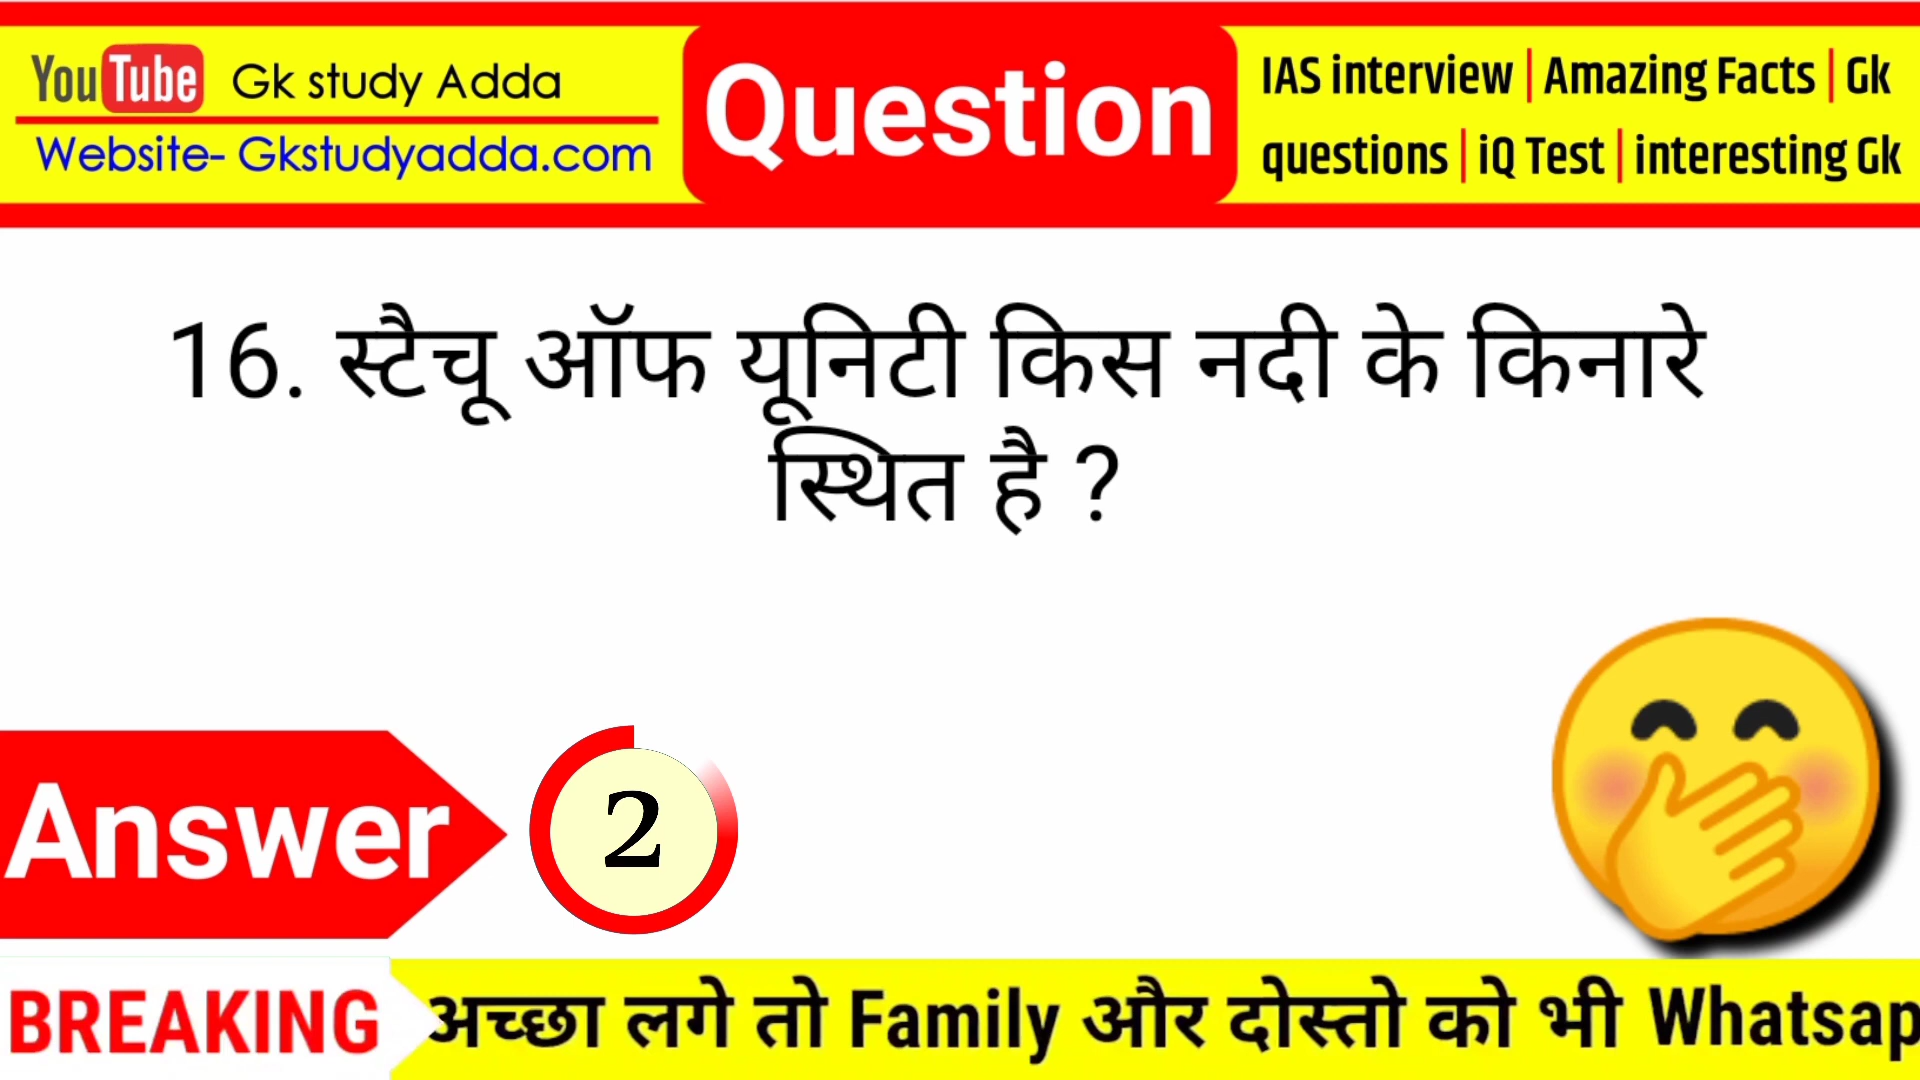 YouTube Gk study Adda
Website- Gkstudyadda.com
Question
IAS interview | Amazing Facts | Gk
questions | iQ Test | interesting Gk
16. स्टैचू ऑफ यूनिटी किस नदी के किनारे
स्थित है ?
Answer
2
BREAKING
अच्छा लगे तो Family और दोस्तो को भी Whatsap